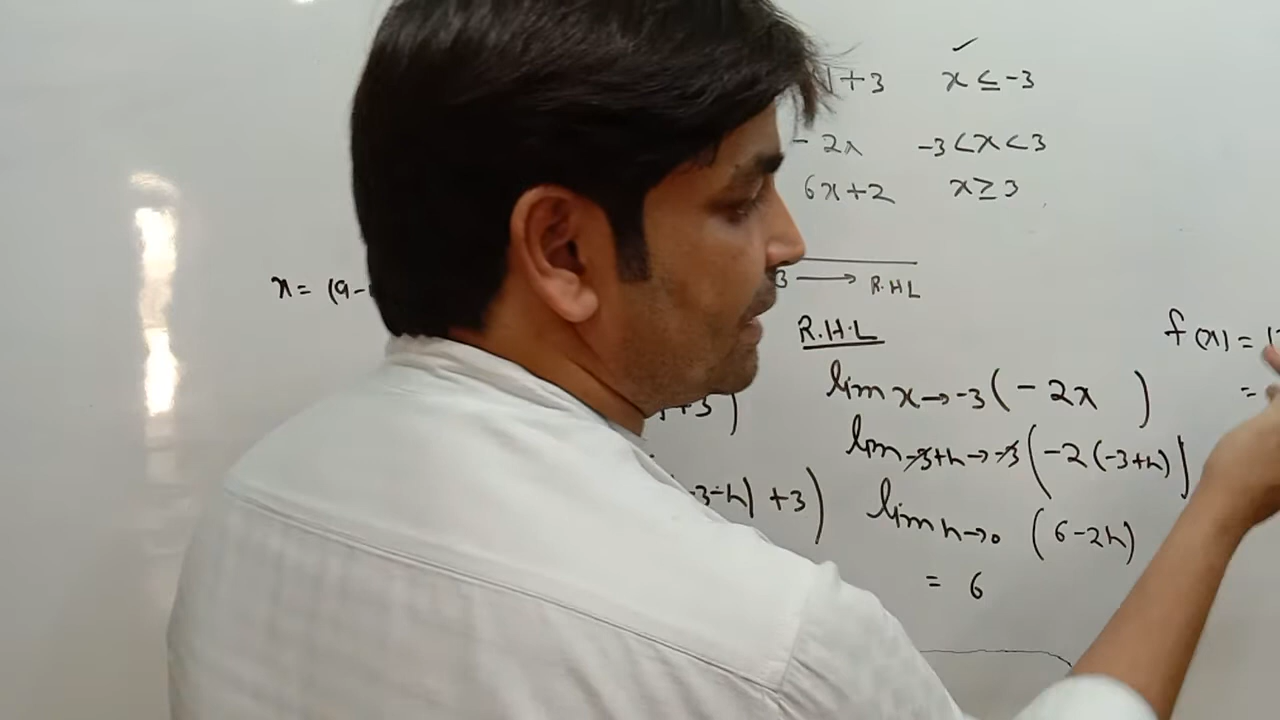 |+3 x ≤ -3
- 2x -3<x<3
6x+2 x ≥ 3
3 ⟶ R.H.L
x = (a-
R.H.L
f(x) =
lim x→-3 (-2x )
=
+3)
lim -3+h→-3 (-2(-3+h))
-3-h| +3)
lim h→0 (6-2h)
= 6